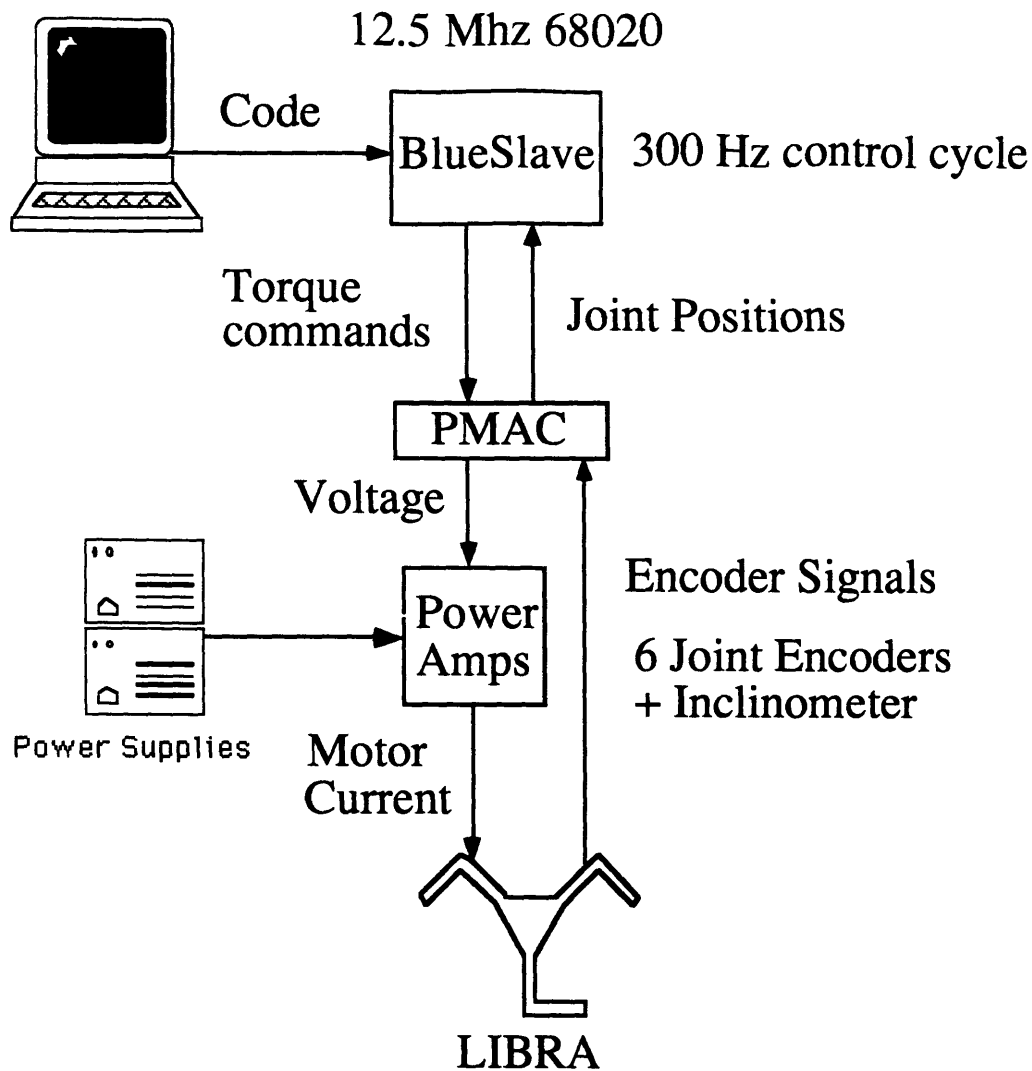 12.5 Mhz 68020
Code
BlueSlave
300 Hz control cycle
Torque
commands
Joint Positions
PMAC
Voltage
Encoder Signals
Power
Amps
6 Joint Encoders
+ Inclinometer
Power Supplies
Motor
Current
LIBRA